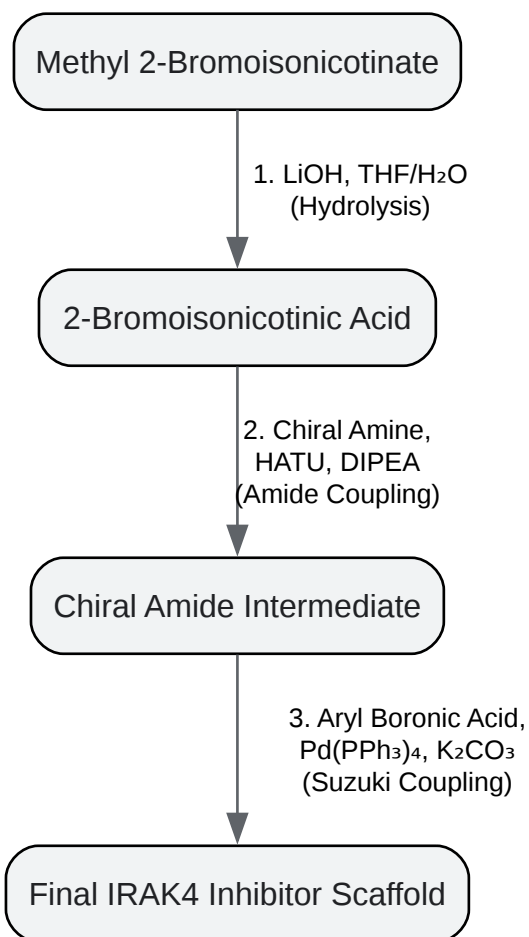 Methyl 2-Bromoisonicotinate
1. LiOH, THF/H₂O
(Hydrolysis)
2-Bromoisonicotinic Acid
2. Chiral Amine,
HATU, DIPEA
(Amide Coupling)
Chiral Amide Intermediate
3. Aryl Boronic Acid,
Pd(PPh₃)₄, K₂CO₃
(Suzuki Coupling)
Final IRAK4 Inhibitor Scaffold